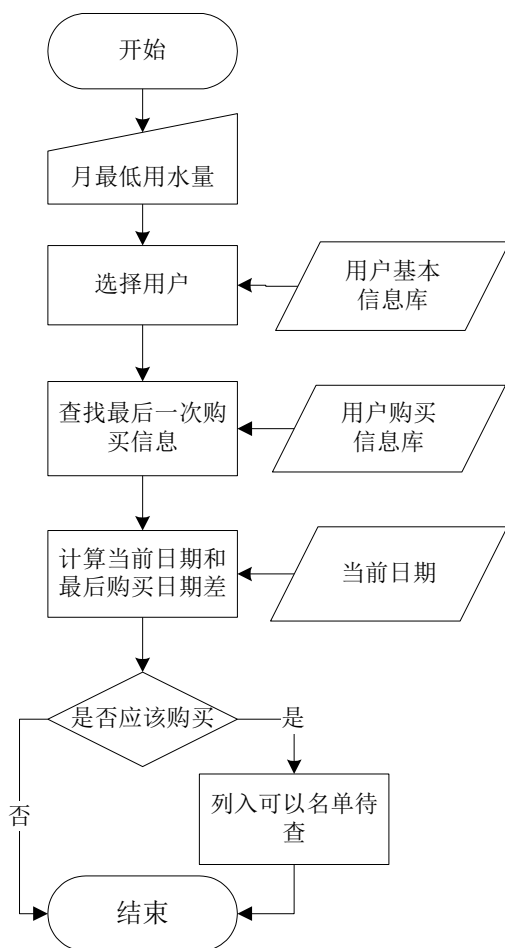 开始
月最低用水量
选择用户
用户基本
信息库
查找最后一次购
买信息
用户购买
信息库
计算当前日期和
最后购买日期差
当前日期
是否应该购买
是
否
列入可以名单待
查
结束